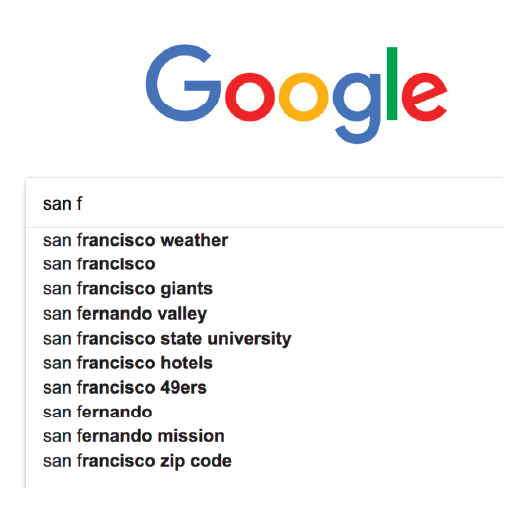 Google
san f
san francisco weather
san francisco
san francisco giants
san fernando valley
san francisco state university
san francisco hotels
san francisco 49ers
san fernando
san fernando mission
san francisco zip code